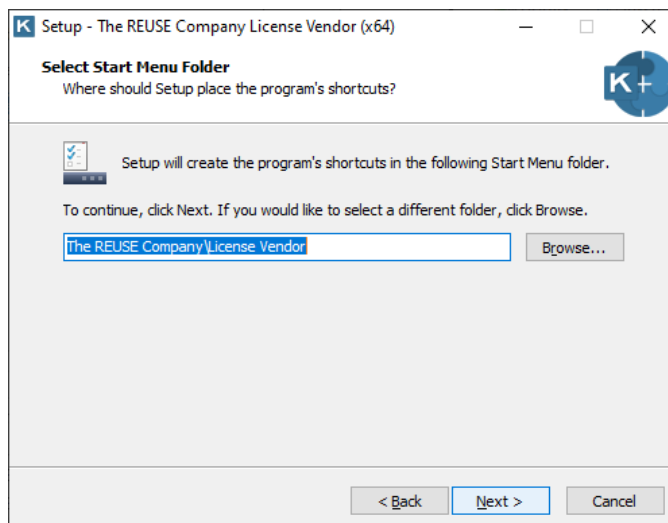 K Setup - The REUSE Company License Vendor (x64)
Select Start Menu Folder
Where should Setup place the program's shortcuts?
K+
Setup will create the program's shortcuts in the following Start Menu folder.
To continue, click Next. If you would like to select a different folder, click Browse.
The REUSE Company\License Vendor
Browse...
< Back
Next >
Cancel